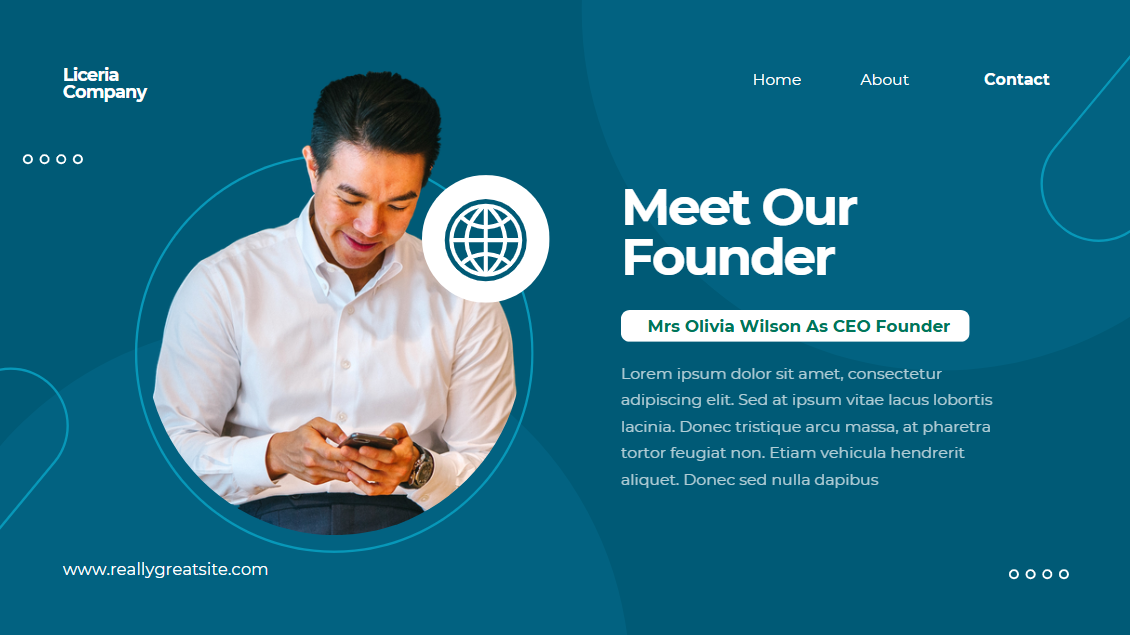 Liceria
Company
Home About Contact
Meet Our
Founder
Mrs Olivia Wilson As CEO Founder
Lorem ipsum dolor sit amet, consectetur
adipiscing elit. Sed at ipsum vitae lacus lobortis
lacinia. Donec tristique arcu massa, at pharetra
tortor feugiat non. Etiam vehicula hendrerit
aliquet. Donec sed nulla dapibus
www.reallygreatsite.com